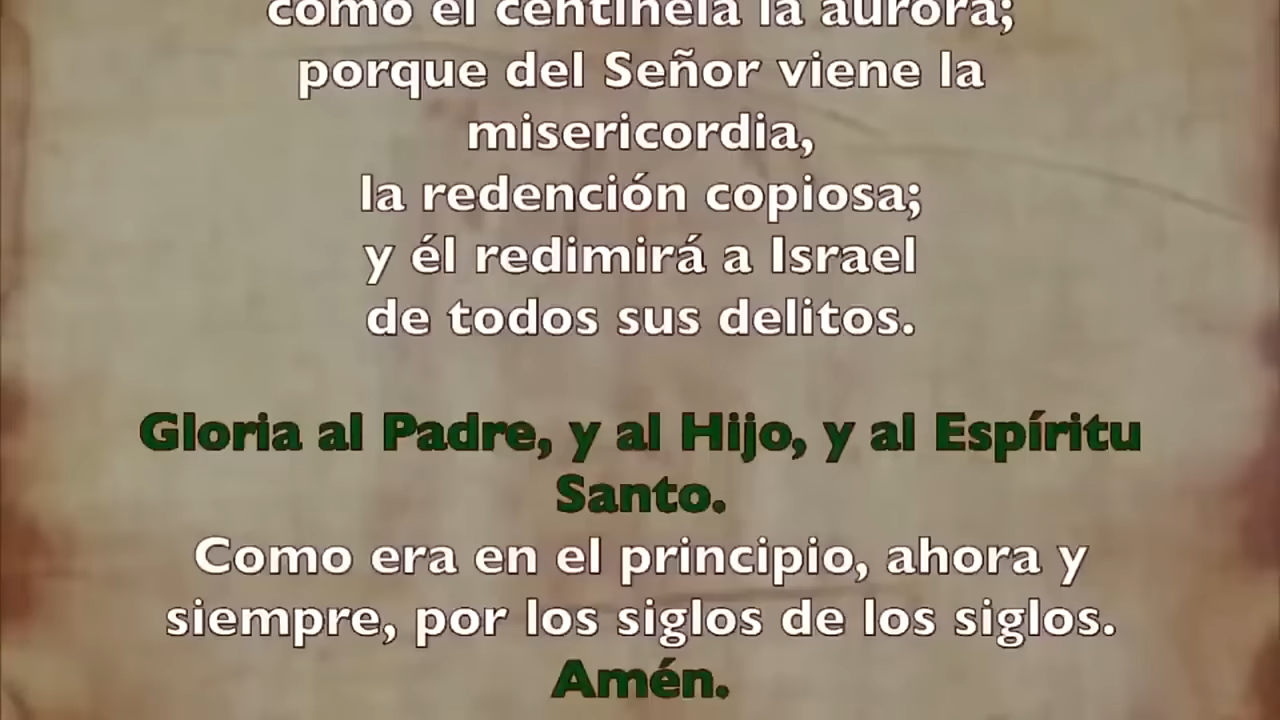 como el centinela la aurora;
porque del Señor viene la
misericordia,
la redención copiosa;
y él redimirá a Israel
de todos sus delitos.
Gloria al Padre, y al Hijo, y al Espíritu
Santo.
Como era en el principio, ahora y
siempre, por los siglos de los siglos.
Amén.